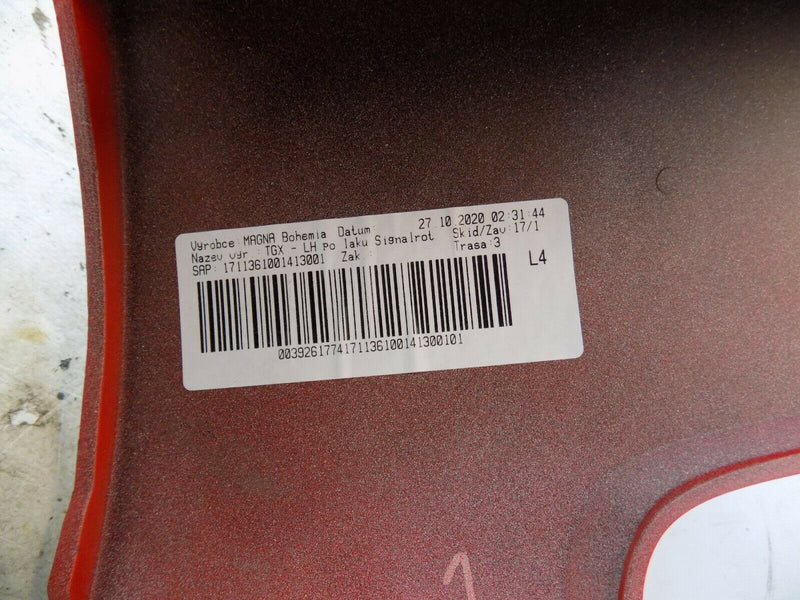 Vyrobce: MAGNA Bohemia Datum: 27.10.2020 02:31:44
Nazev vyr.: TGX - LH po laku Signalrot Skid/Zav:17/1
SAP: 1711361001413001 Zak.: Trasa:3
L4
0039261774171136100141300101
1